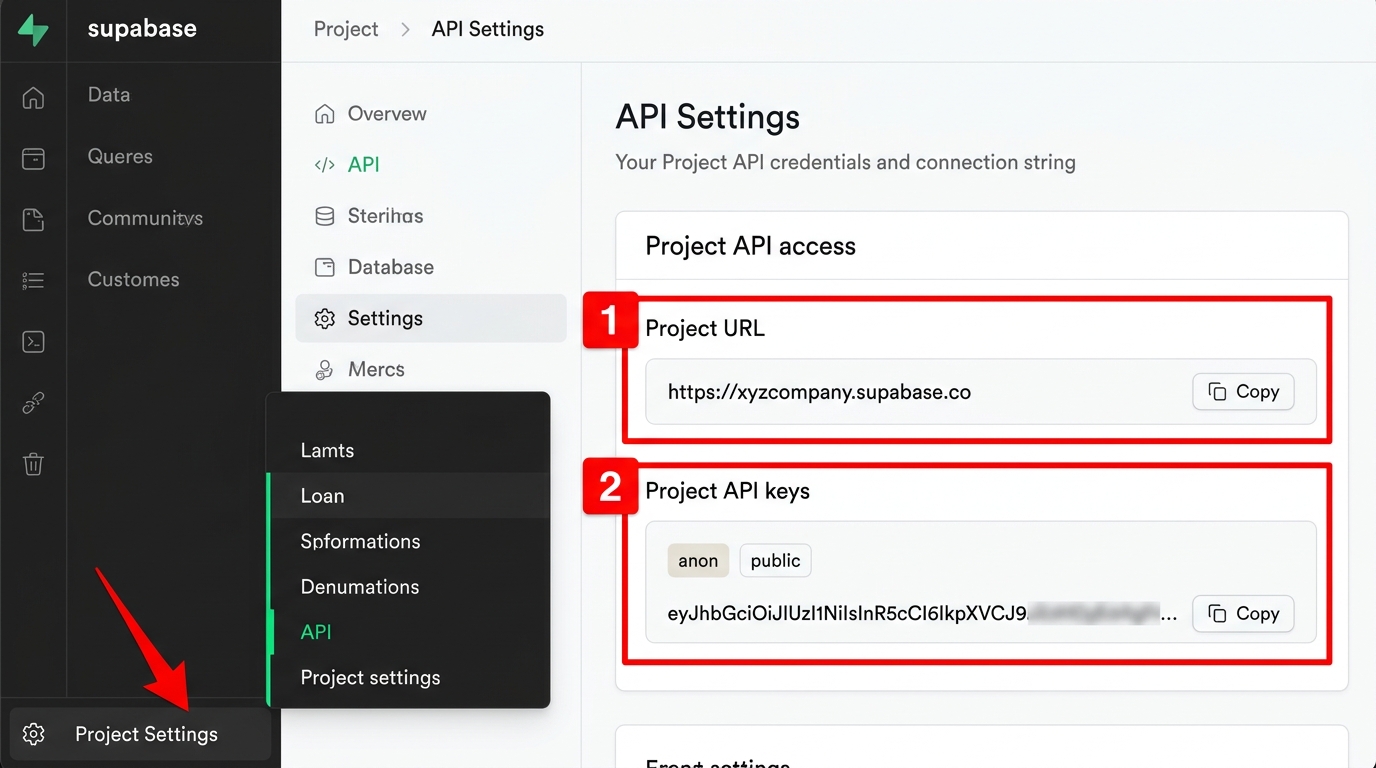 supabase
Data
Queres
Communitys
Customes
Project Settings
Project > API Settings
Overvew
</> API
Sterihas
Database
Settings
Mercs
Lamts
Loan
Spformations
Denumations
API
Project settings
API Settings
Your Project API credentials and connection string
Project API access
1
Project URL
https://xyzcompany.supabase.co
Copy
2
Project API keys
anon public
eyJhbGciOiJIUzI1NiIsInR5cCI6IkpXVCJ9.
...
Copy
settings